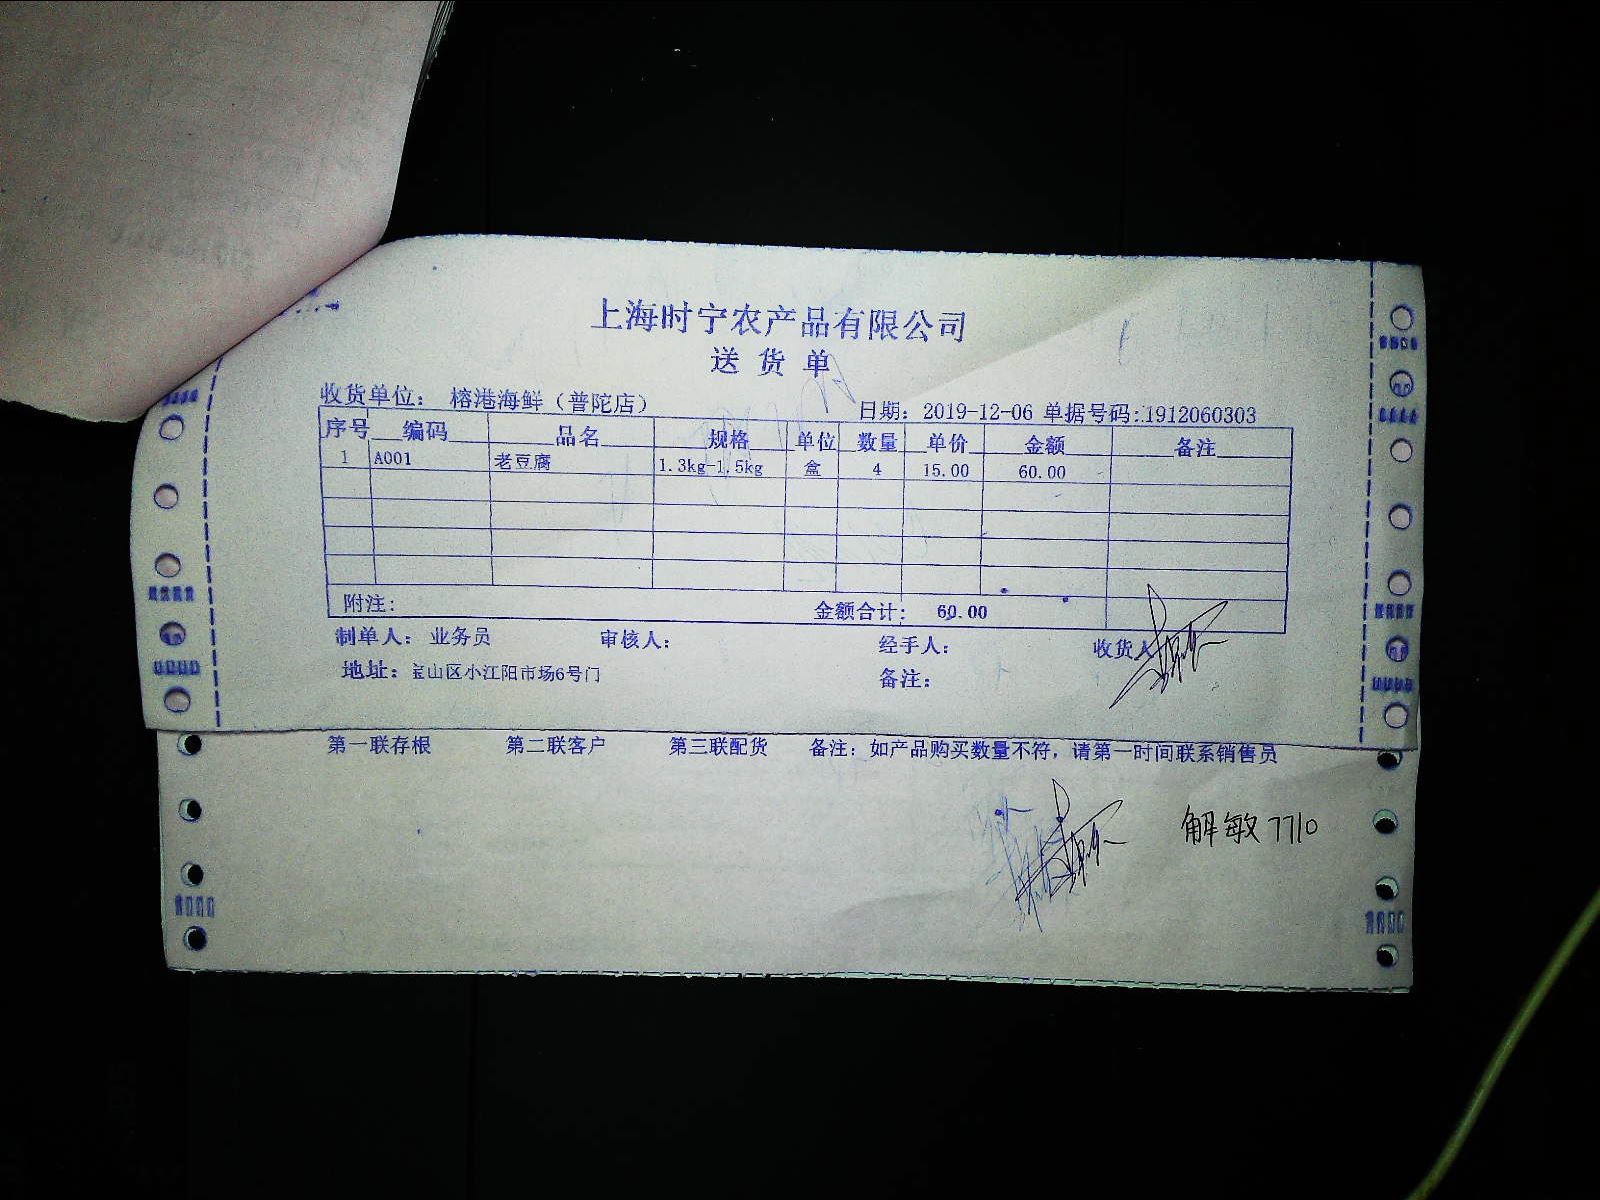 上海时宁农产品有限公司
送货单
收货单位： 榕港海鲜（普陀店） 日期：2019-12-06 单据号码:1912060303
序号 编码 品名 规格 单位 数量 单价 金额 备注
1 A001 老豆腐 1.3kg-1.5kg 盒 4 15.00 60.00
附注： 金额合计： 60.00
制单人：业务员 审核人： 经手人： 收货人
地址：宝山区小江阳市场6号门 备注：
第一联存根 第二联客户 第三联配货 备注：如产品购买数量不符，请第一时间联系销售员
解敏 7710